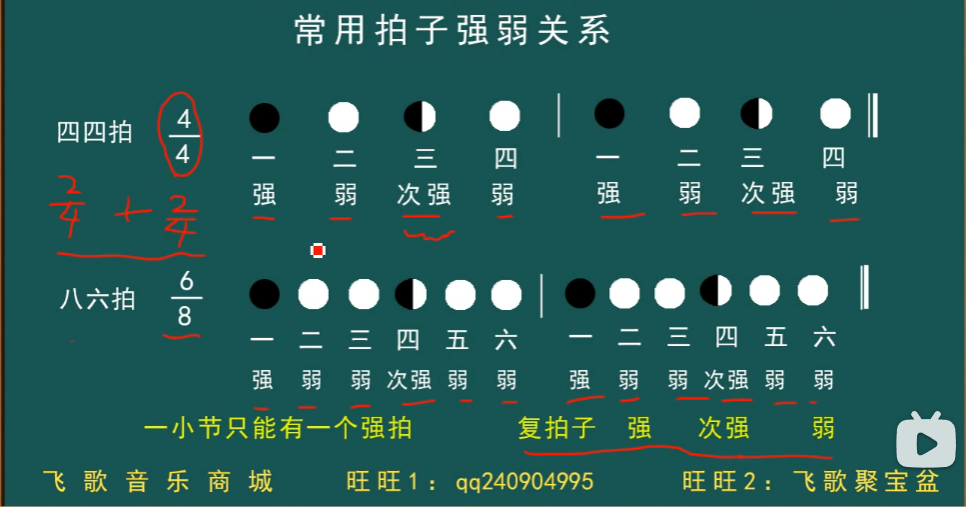 常用拍子强弱关系
四四拍 4/4
一 二 三 四 一 二 三 四
强 弱 次强 弱 强 弱 次强 弱
2/4 + 2/4
八六拍 6/8
一 二 三 四 五 六 一 二 三 四 五 六
强 弱 弱 次强 弱 弱 强 弱 弱 次强 弱 弱
一小节只能有一个强拍 复拍子 强 次强 弱
飞歌音乐商城 旺旺1：qq240904995 旺旺2：飞歌聚宝盆